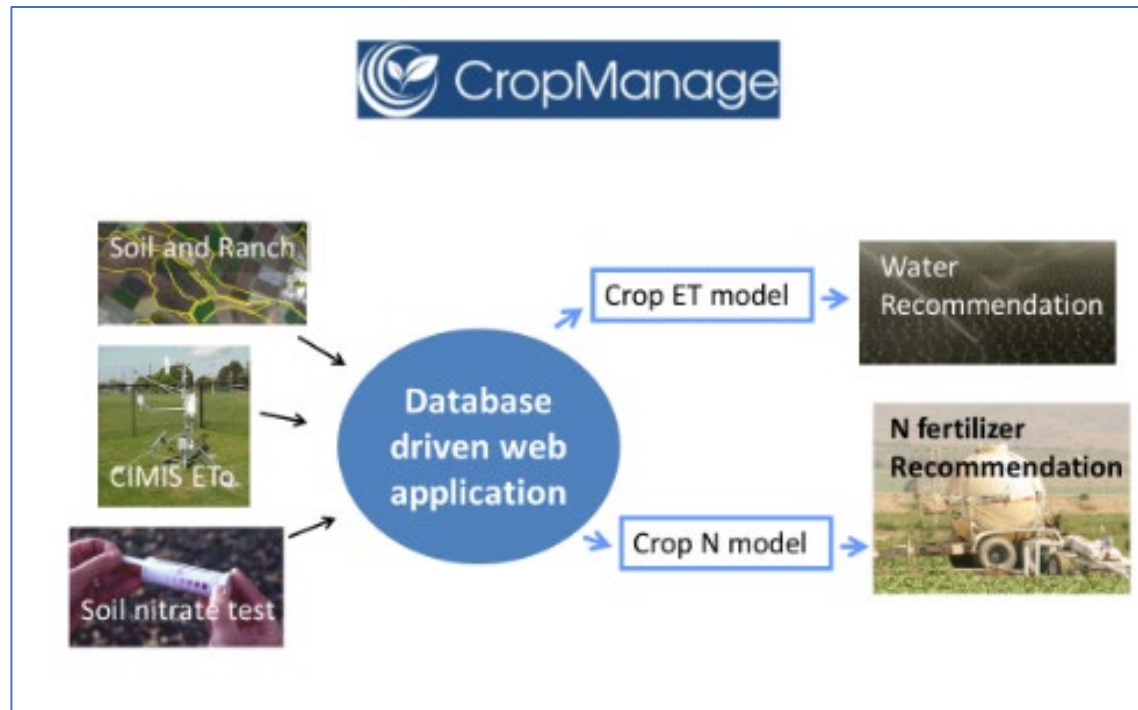 CropManage
Soil and Ranch
CIMIS ETo
Soil nitrate test
Database
driven web
application
Crop ET model
Crop N model
Water
Recommendation
N fertilizer
Recommendation